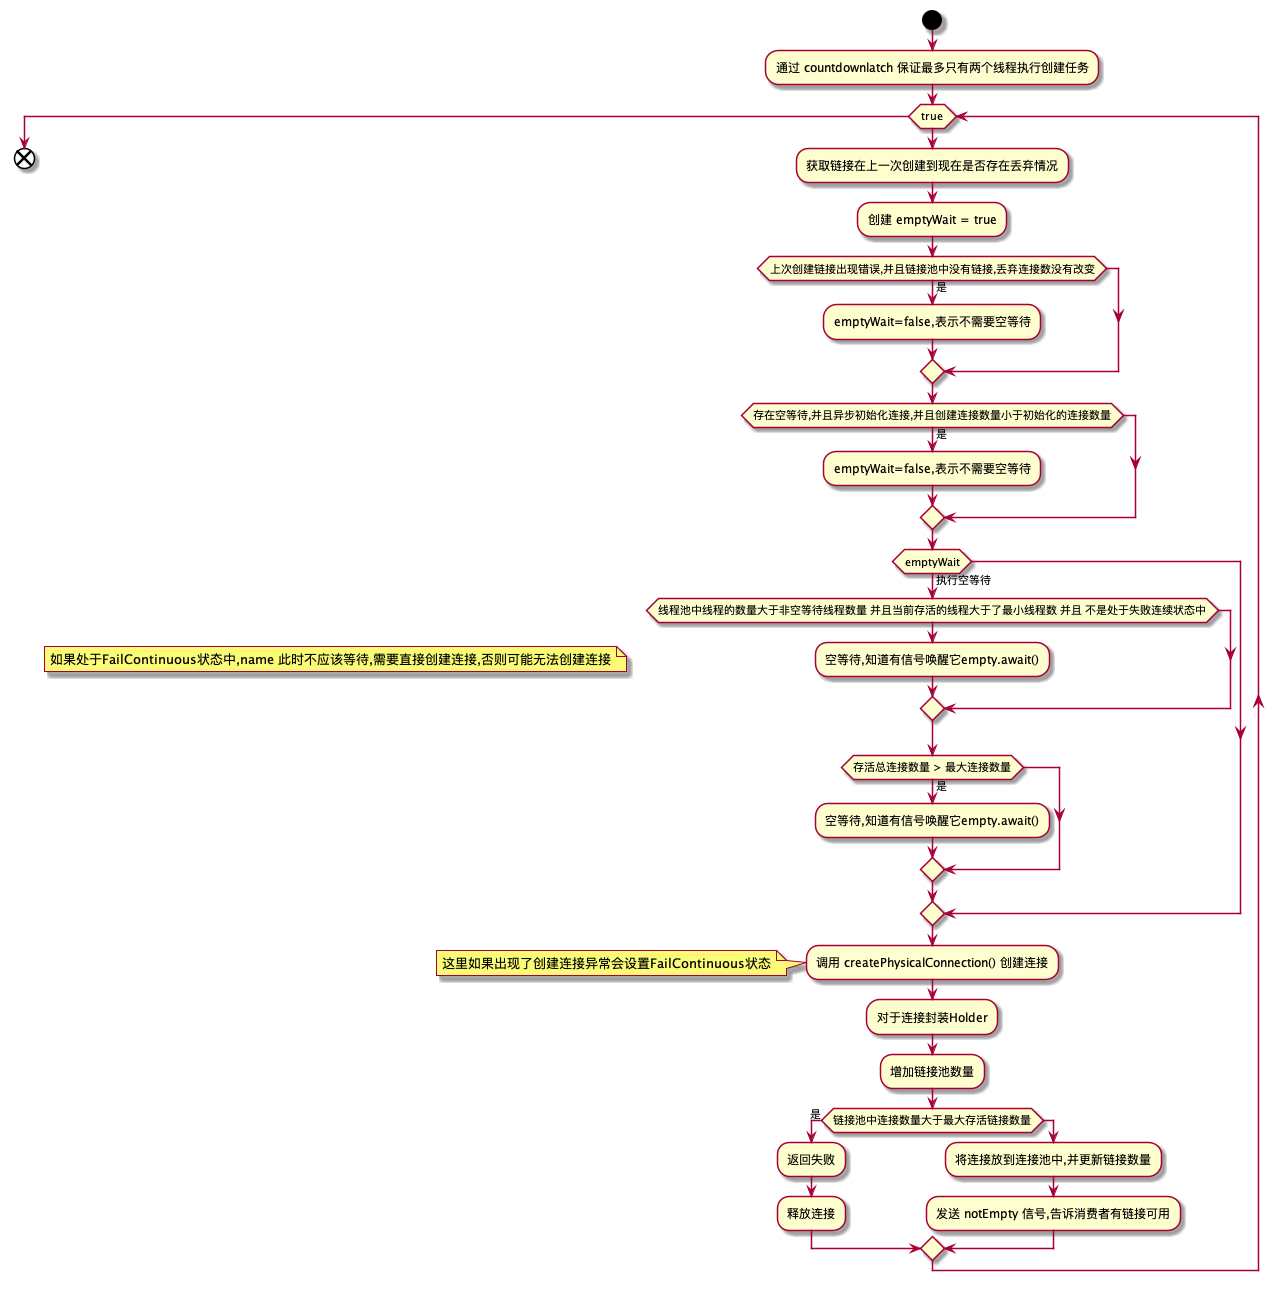 通过 countdownlatch 保证最多只有两个线程执行创建任务
true
获取链接在上一次创建到现在是否存在丢弃情况
创建 emptyWait = true
上次创建链接出现错误,并且链接池中没有链接,丢弃连接数没有改变
是
emptyWait=false,表示不需要空等待
存在空等待,并且异步初始化连接,并且创建连接数量小于初始化的连接数量
是
emptyWait=false,表示不需要空等待
emptyWait
执行空等待
线程池中线程的数量大于非空等待线程数量 并且当前存活的线程大于了最小线程数 并且 不是处于失败连续状态中
如果处于FailContinuous状态中,name 此时不应该等待,需要直接创建连接,否则可能无法创建连接
空等待,知道有信号唤醒它empty.await()
存活总连接数量 > 最大连接数量
是
空等待,知道有信号唤醒它empty.await()
这里如果出现了创建连接异常会设置FailContinuous状态
调用 createPhysicalConnection() 创建连接
对于连接封装Holder
增加链接池数量
是
链接池中连接数量大于最大存活链接数量
返回失败
将连接放到连接池中,并更新链接数量
释放连接
发送 notEmpty 信号,告诉消费者有链接可用